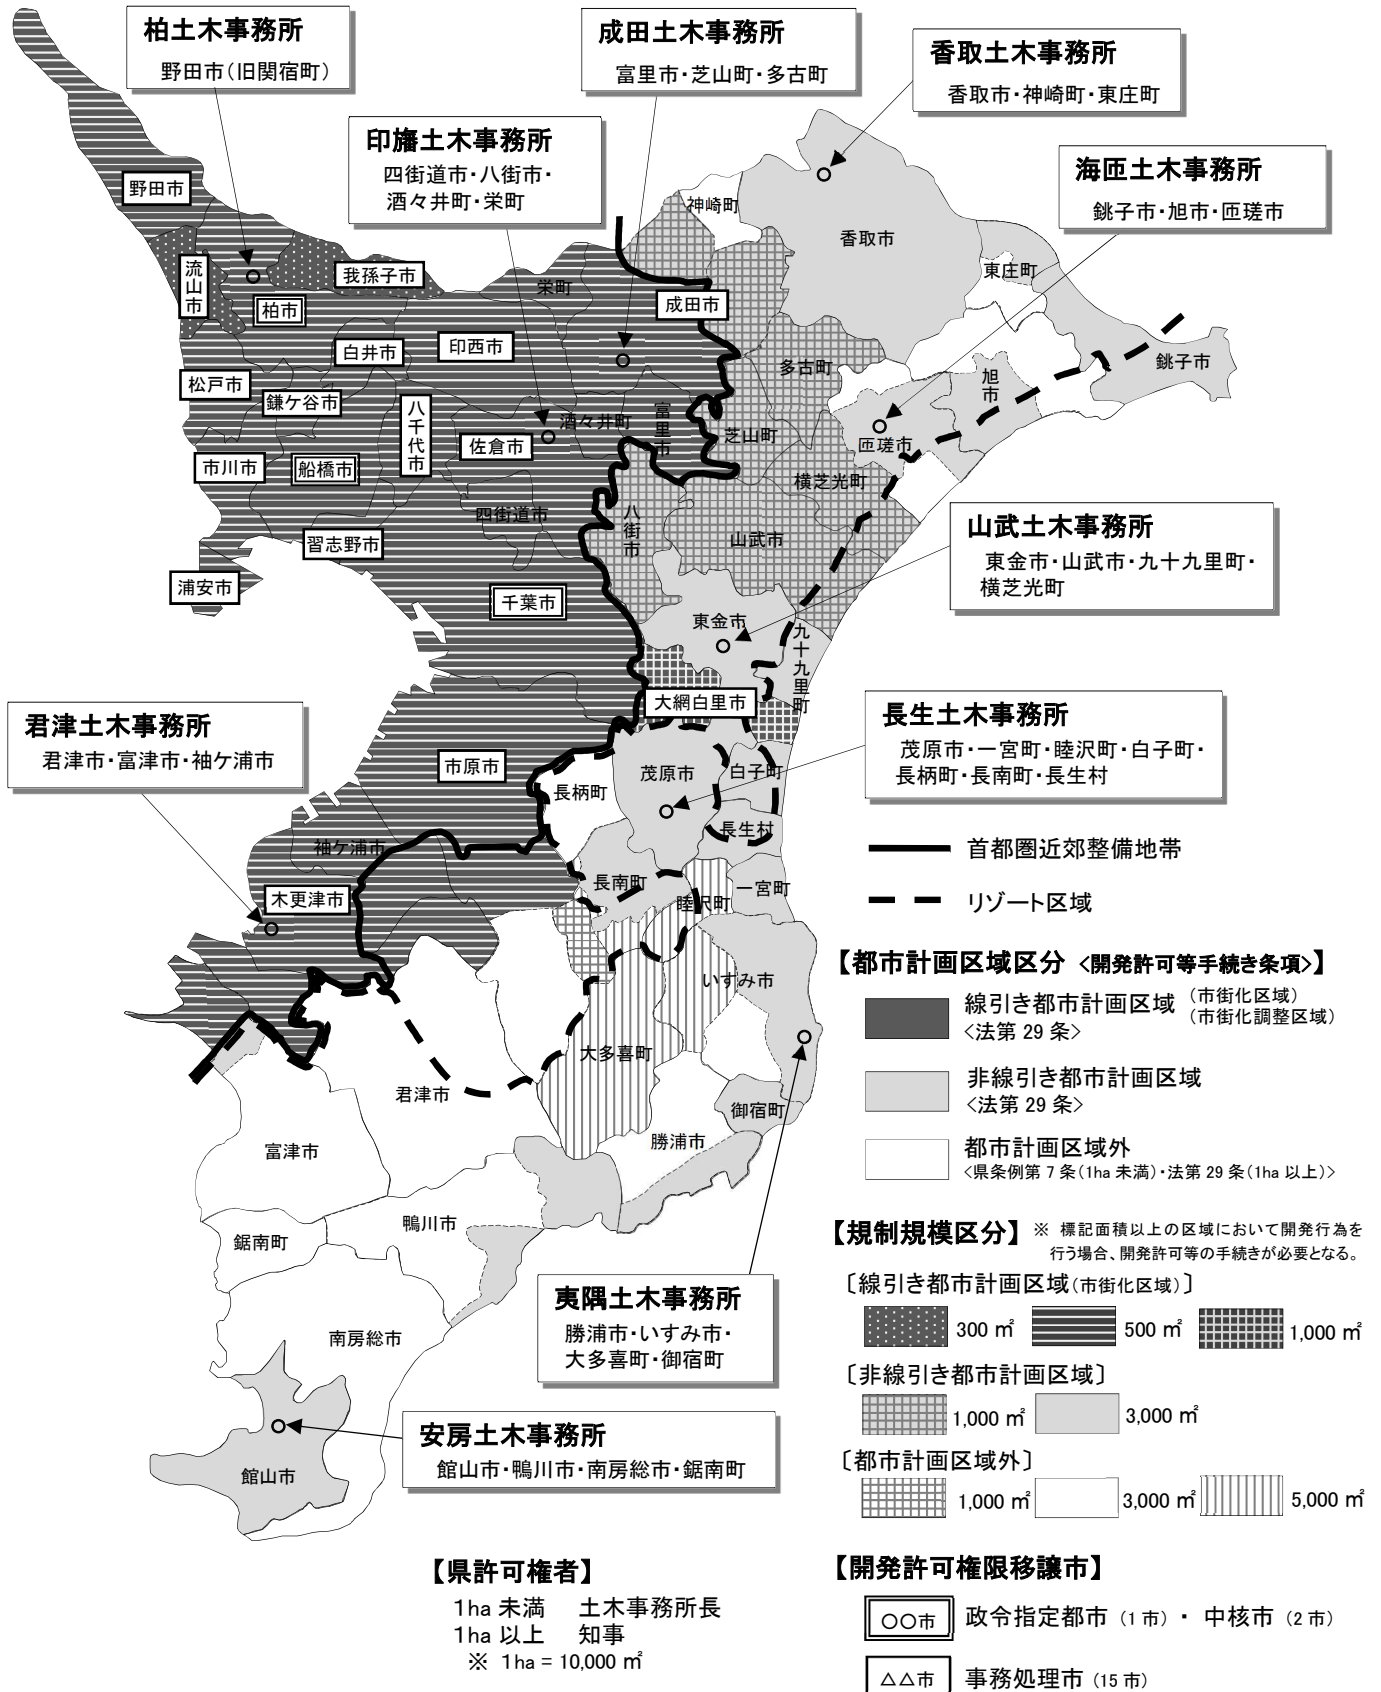 柏土木事務所
野田市(旧関宿町)
成田土木事務所
富里市・芝山町・多古町
香取土木事務所
香取市・神崎町・東庄町
印旛土木事務所
四街道市・八街市・
酒々井町・栄町
海匝土木事務所
銚子市・旭市・匝瑳市
野田市
神崎町
香取市
流山市
我孫子市
栄町
成田市
東庄町
柏市
白井市
印西市
多古町
旭市
銚子市
松戸市
鎌ケ谷市
八千代市
佐倉市
酒々井町
富里市
芝山町
匝瑳市
市川市
船橋市
横芝光町
四街道市
八街市
山武市
習志野市
浦安市
千葉市
東金市
九十九里町
山武土木事務所
東金市・山武市・九十九里町・
横芝光町
大網白里市
君津土木事務所
君津市・富津市・袖ケ浦市
長生土木事務所
茂原市・一宮町・睦沢町・白子町・
長柄町・長南町・長生村
市原市
長柄町
茂原市
白子町
長生村
袖ケ浦市
木更津市
長南町
睦沢町
一宮町
首都圏近郊整備地帯
リゾート区域
いすみ市
大多喜町
君津市
御宿町
勝浦市
富津市
鴨川市
鋸南町
南房総市
館山市
夷隅土木事務所
勝浦市・いすみ市・
大多喜町・御宿町
安房土木事務所
館山市・鴨川市・南房総市・鋸南町
【都市計画区域区分 <開発許可等手続き条項>】
線引き都市計画区域 (市街化区域)
(市街化調整区域)
<法第 29 条>
非線引き都市計画区域
<法第 29 条>
都市計画区域外
<県条例第 7 条(1ha 未満)・法第 29 条(1ha 以上)>
【規制規模区分】 ※ 標記面積以上の区域において開発行為を
行う場合、開発許可等の手続きが必要となる。
〔線引き都市計画区域(市街化区域)〕
300 ㎡ 500 ㎡ 1,000 ㎡
〔非線引き都市計画区域〕
1,000 ㎡ 3,000 ㎡
〔都市計画区域外〕
1,000 ㎡ 3,000 ㎡ 5,000 ㎡
【県許可権者】
1ha 未満 土木事務所長
1ha 以上 知事
※ 1ha = 10,000 ㎡
【開発許可権限移譲市】
○○市 政令指定都市 (1 市) ・ 中核市 (2 市)
△△市 事務処理市 (15 市)